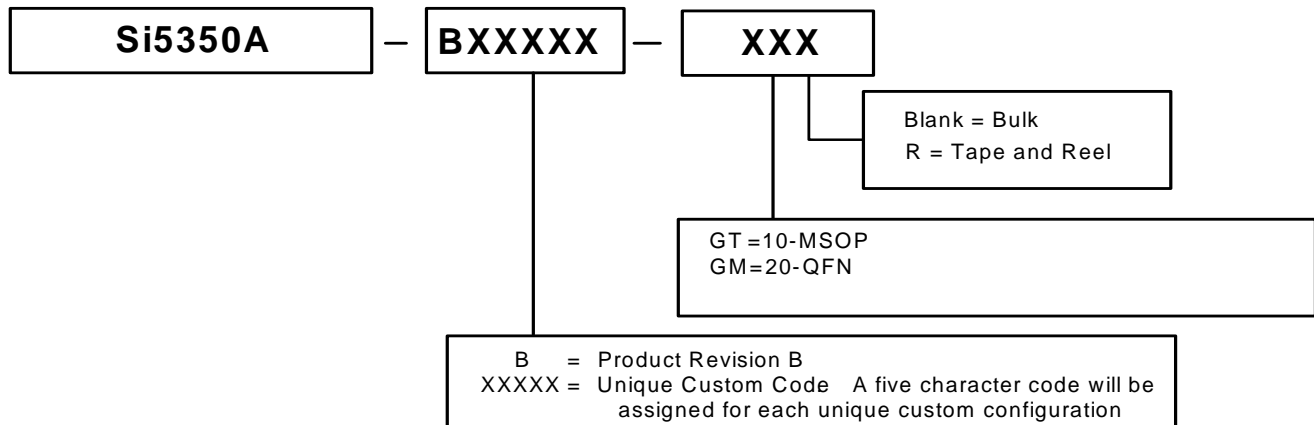 Si5350A – BXXXXX – XXX
Blank = Bulk
R = Tape and Reel
GT =10-MSOP
GM=20-QFN
B = Product Revision B
XXXXX = Unique Custom Code A five character code will be
assigned for each unique custom configuration